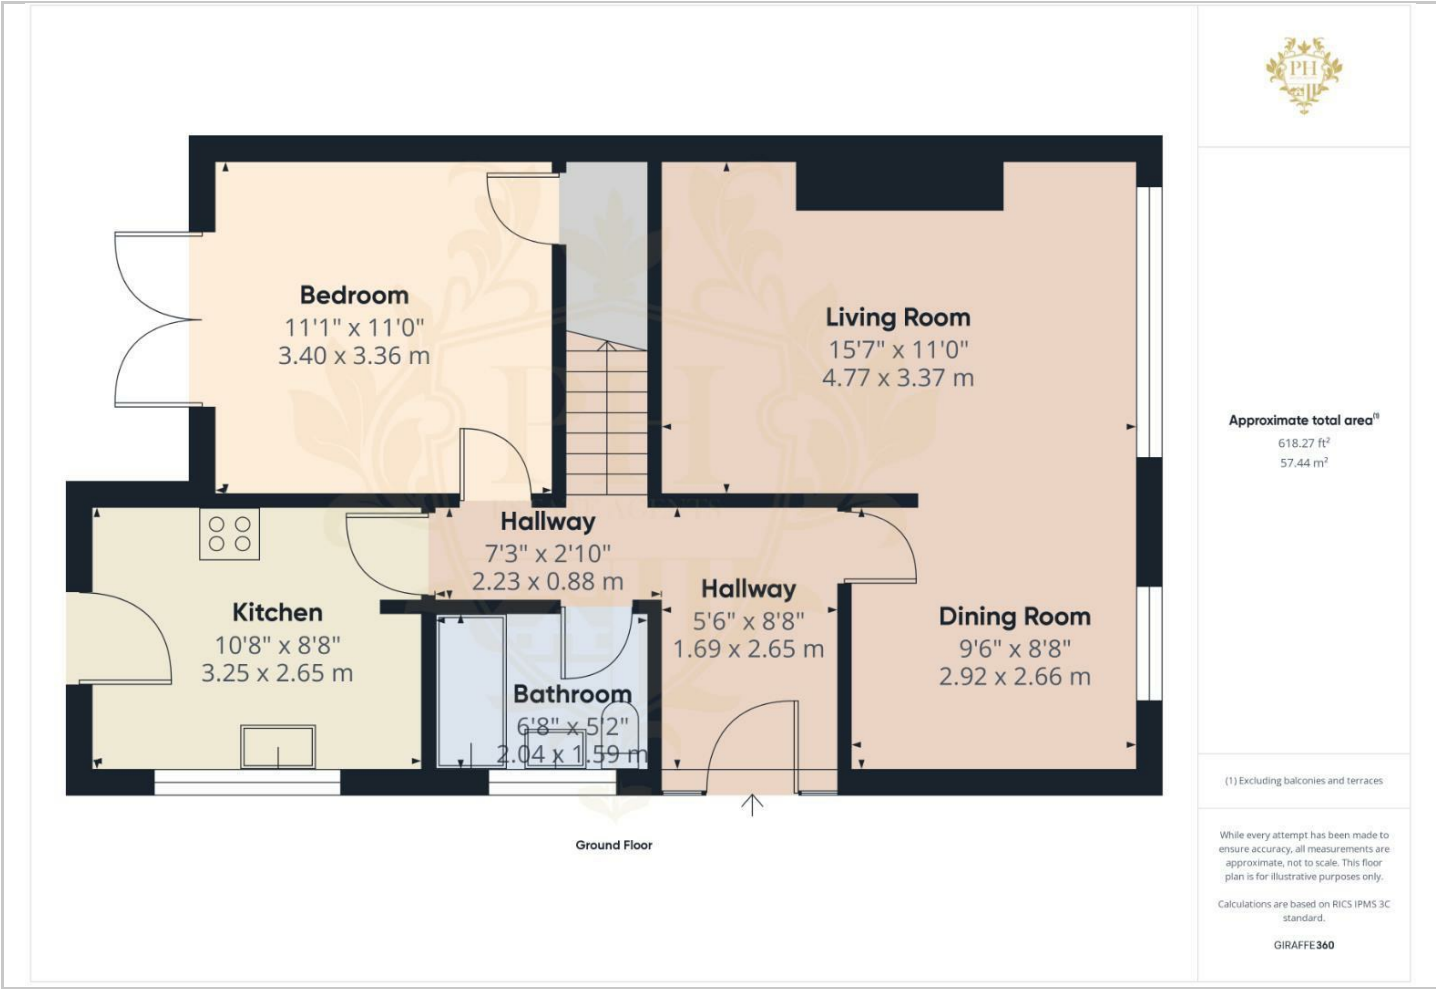 PH
Bedroom
11'1" x 11'0"
3.40 x 3.36 m
Living Room
15'7" x 11'0"
4.77 x 3.37 m
Hallway
7'3" x 2'10"
2.23 x 0.88 m
Hallway
5'6" x 8'8"
1.69 x 2.65 m
Kitchen
10'8" x 8'8"
3.25 x 2.65 m
Dining Room
9'6" x 8'8"
2.92 x 2.66 m
Bathroom
6'8" x 5'2"
2.04 x 1.59 m
Ground Floor
PH
Approximate total area(1)
618.27 ft²
57.44 m²
(1) Excluding balconies and terraces
While every attempt has been made to
ensure accuracy, all measurements are
approximate, not to scale. This floor
plan is for illustrative purposes only.
Calculations are based on RICS IPMS 3C
standard.
GIRAFFE360